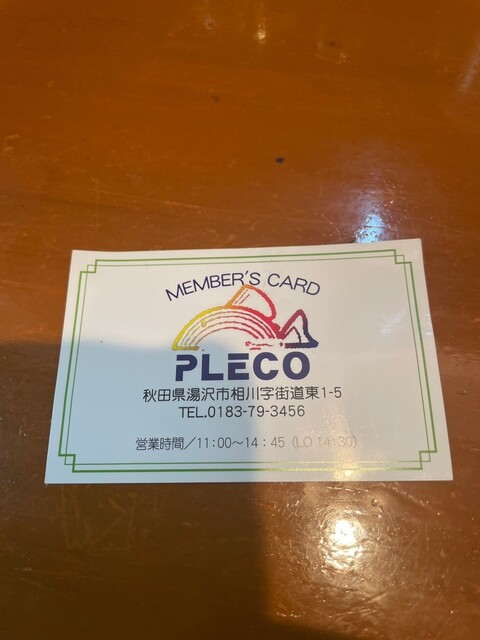 MEMBER'S CARD
PLECO
秋田県湯沢市相川字街道東1-5
TEL.0183-79-3456
営業時間／11:00〜14：45（LO 14:30）